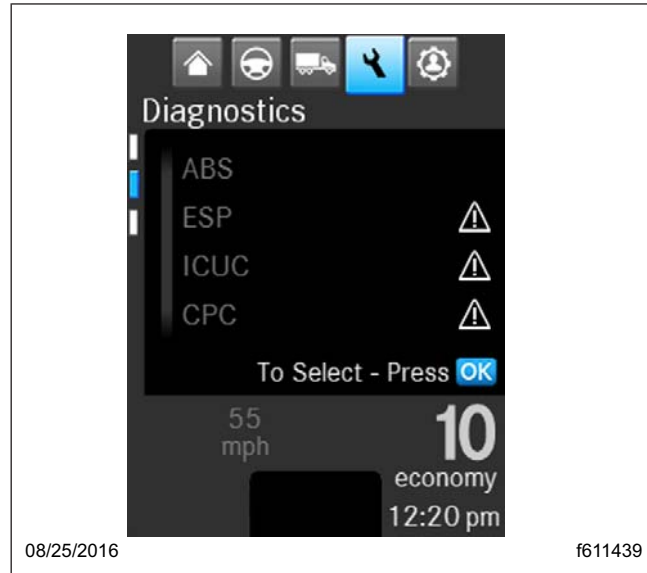 Diagnostics
ABS
ESP
ICUC
CPC
To Select - Press OK
55
mph
10
economy
12:20 pm
08/25/2016
f611439